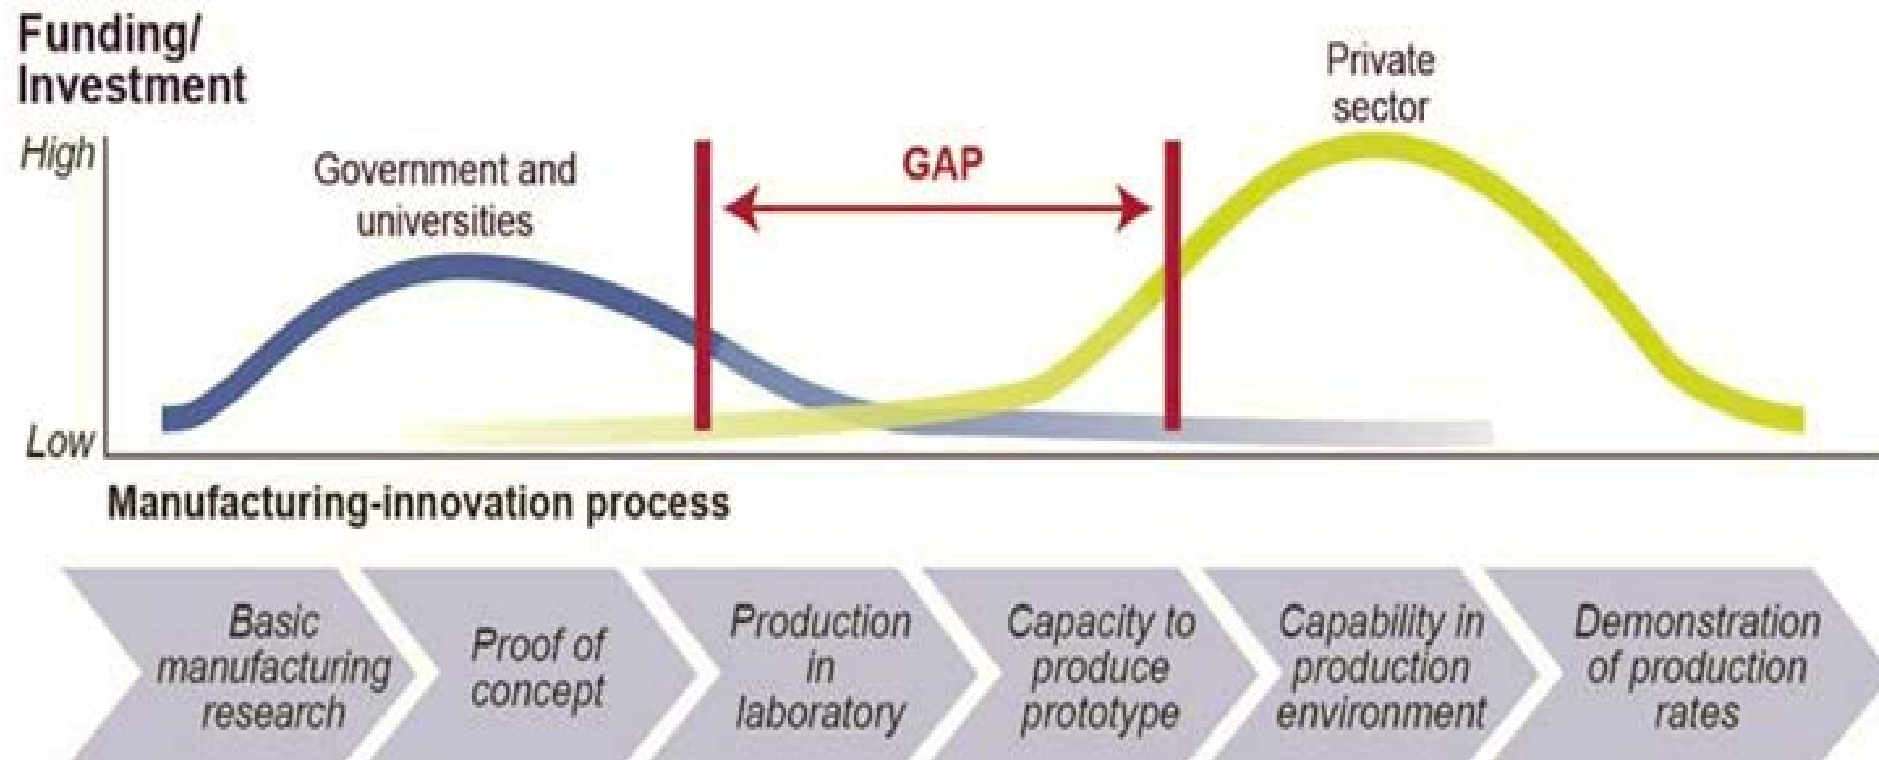 Funding/
Investment
High
Government and
universities
GAP
Private
sector
Low
Manufacturing-innovation process
Basic
manufacturing
research
Proof of
concept
Production
in
laboratory
Capacity to
produce
prototype
Capability in
production
environment
Demonstration
of production
rates